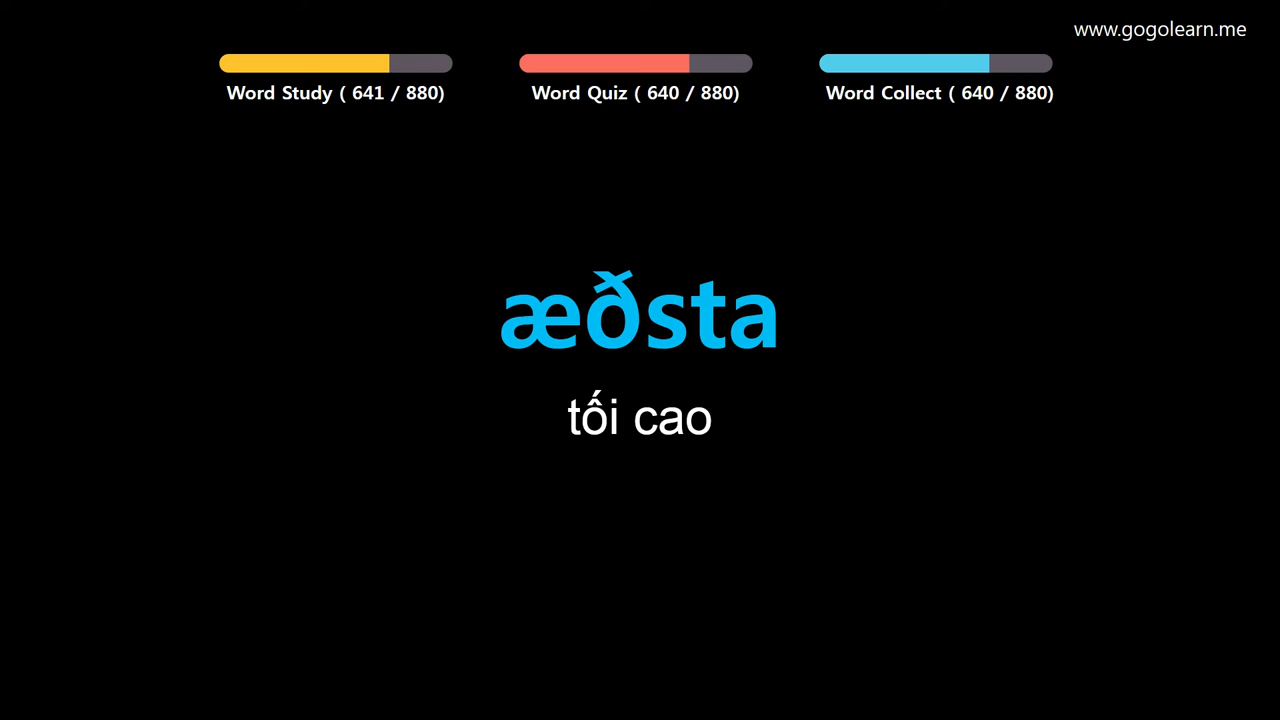 www.gogolearn.me
Word Study ( 641 / 880)
Word Quiz ( 640 / 880)
Word Collect ( 640 / 880)
æðsta
tối cao